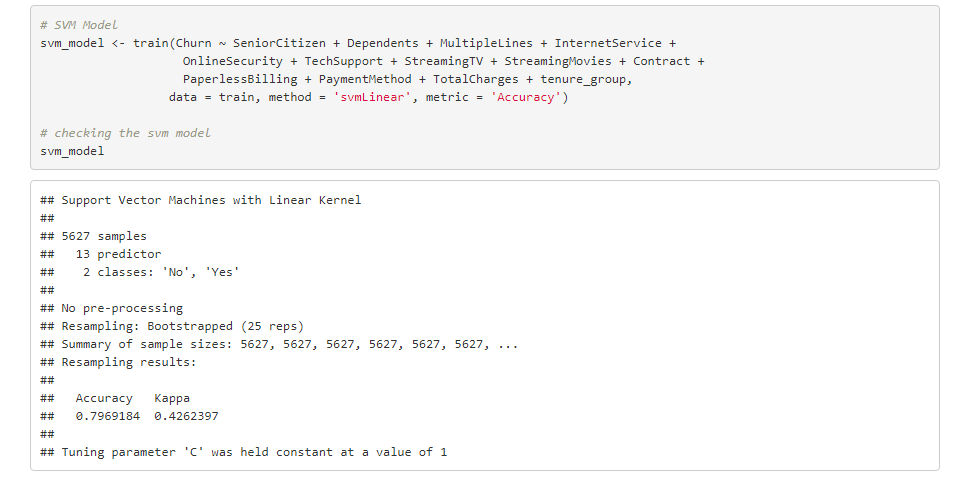 # SVM Model
svm_model <- train(Churn ~ SeniorCitizen + Dependents + MultipleLines + InternetService +
OnlineSecurity + TechSupport + StreamingTV + StreamingMovies + Contract +
PaperlessBilling + PaymentMethod + TotalCharges + tenure_group,
data = train, method = 'svmLinear', metric = 'Accuracy')
# checking the svm model
svm_model
## Support Vector Machines with Linear Kernel
##
## 5627 samples
##   13 predictor
##    2 classes: 'No', 'Yes'
##
## No pre-processing
## Resampling: Bootstrapped (25 reps)
## Summary of sample sizes: 5627, 5627, 5627, 5627, 5627, 5627, ...
## Resampling results:
##
##   Accuracy   Kappa
##   0.7969184  0.4262397
##
## Tuning parameter 'C' was held constant at a value of 1